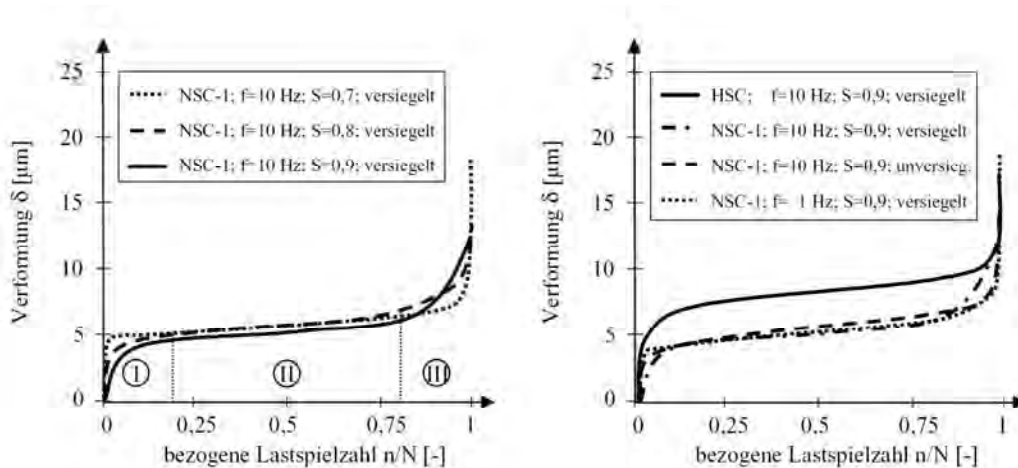 Verformung δ [µm]
25
20
15
10
5
0
NSC-1; f=10 Hz; S=0,7; versiegelt
NSC-1; f=10 Hz; S=0,8; versiegelt
NSC-1; f=10 Hz; S=0,9; versiegelt
I
II
III
0 0,25 0,5 0,75 1
bezogene Lastspielzahl n/N [-]
Verformung δ [µm]
25
20
15
10
5
0
HSC; f=10 Hz; S=0,9; versiegelt
NSC-1; f=10 Hz; S=0,9; versiegelt
NSC-1; f=10 Hz; S=0,9; unversieg.
NSC-1; f= 1 Hz; S=0,9; versiegelt
0 0,25 0,5 0,75 1
bezogene Lastspielzahl n/N [-]